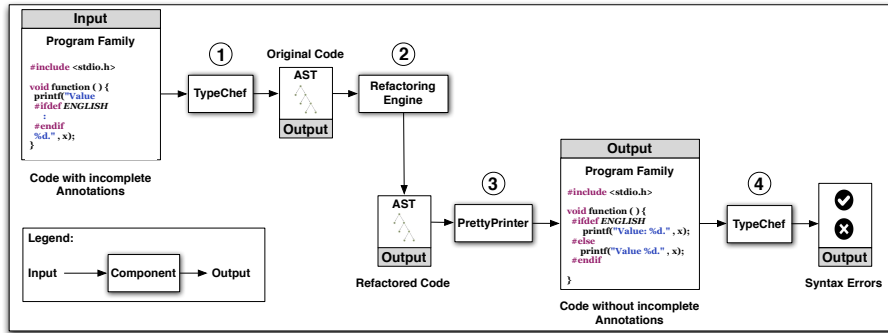 Input
Program Family
#include <stdio.h>
void function ( ) {
printf("Value
#ifdef ENGLISH
:
#endif
%d." , x);
}
Code with incomplete
Annotations
1
TypeChef
Original Code
AST
Output
2
Refactoring
Engine
AST
Output
Refactored Code
3
PrettyPrinter
Output
Program Family
#include <stdio.h>
void function ( ) {
#ifdef ENGLISH
printf("Value: %d." , x);
#else
printf("Value %d." , x);
#endif
}
Code without incomplete
Annotations
4
TypeChef
Output
Syntax Errors
Legend:
Input
Component
Output